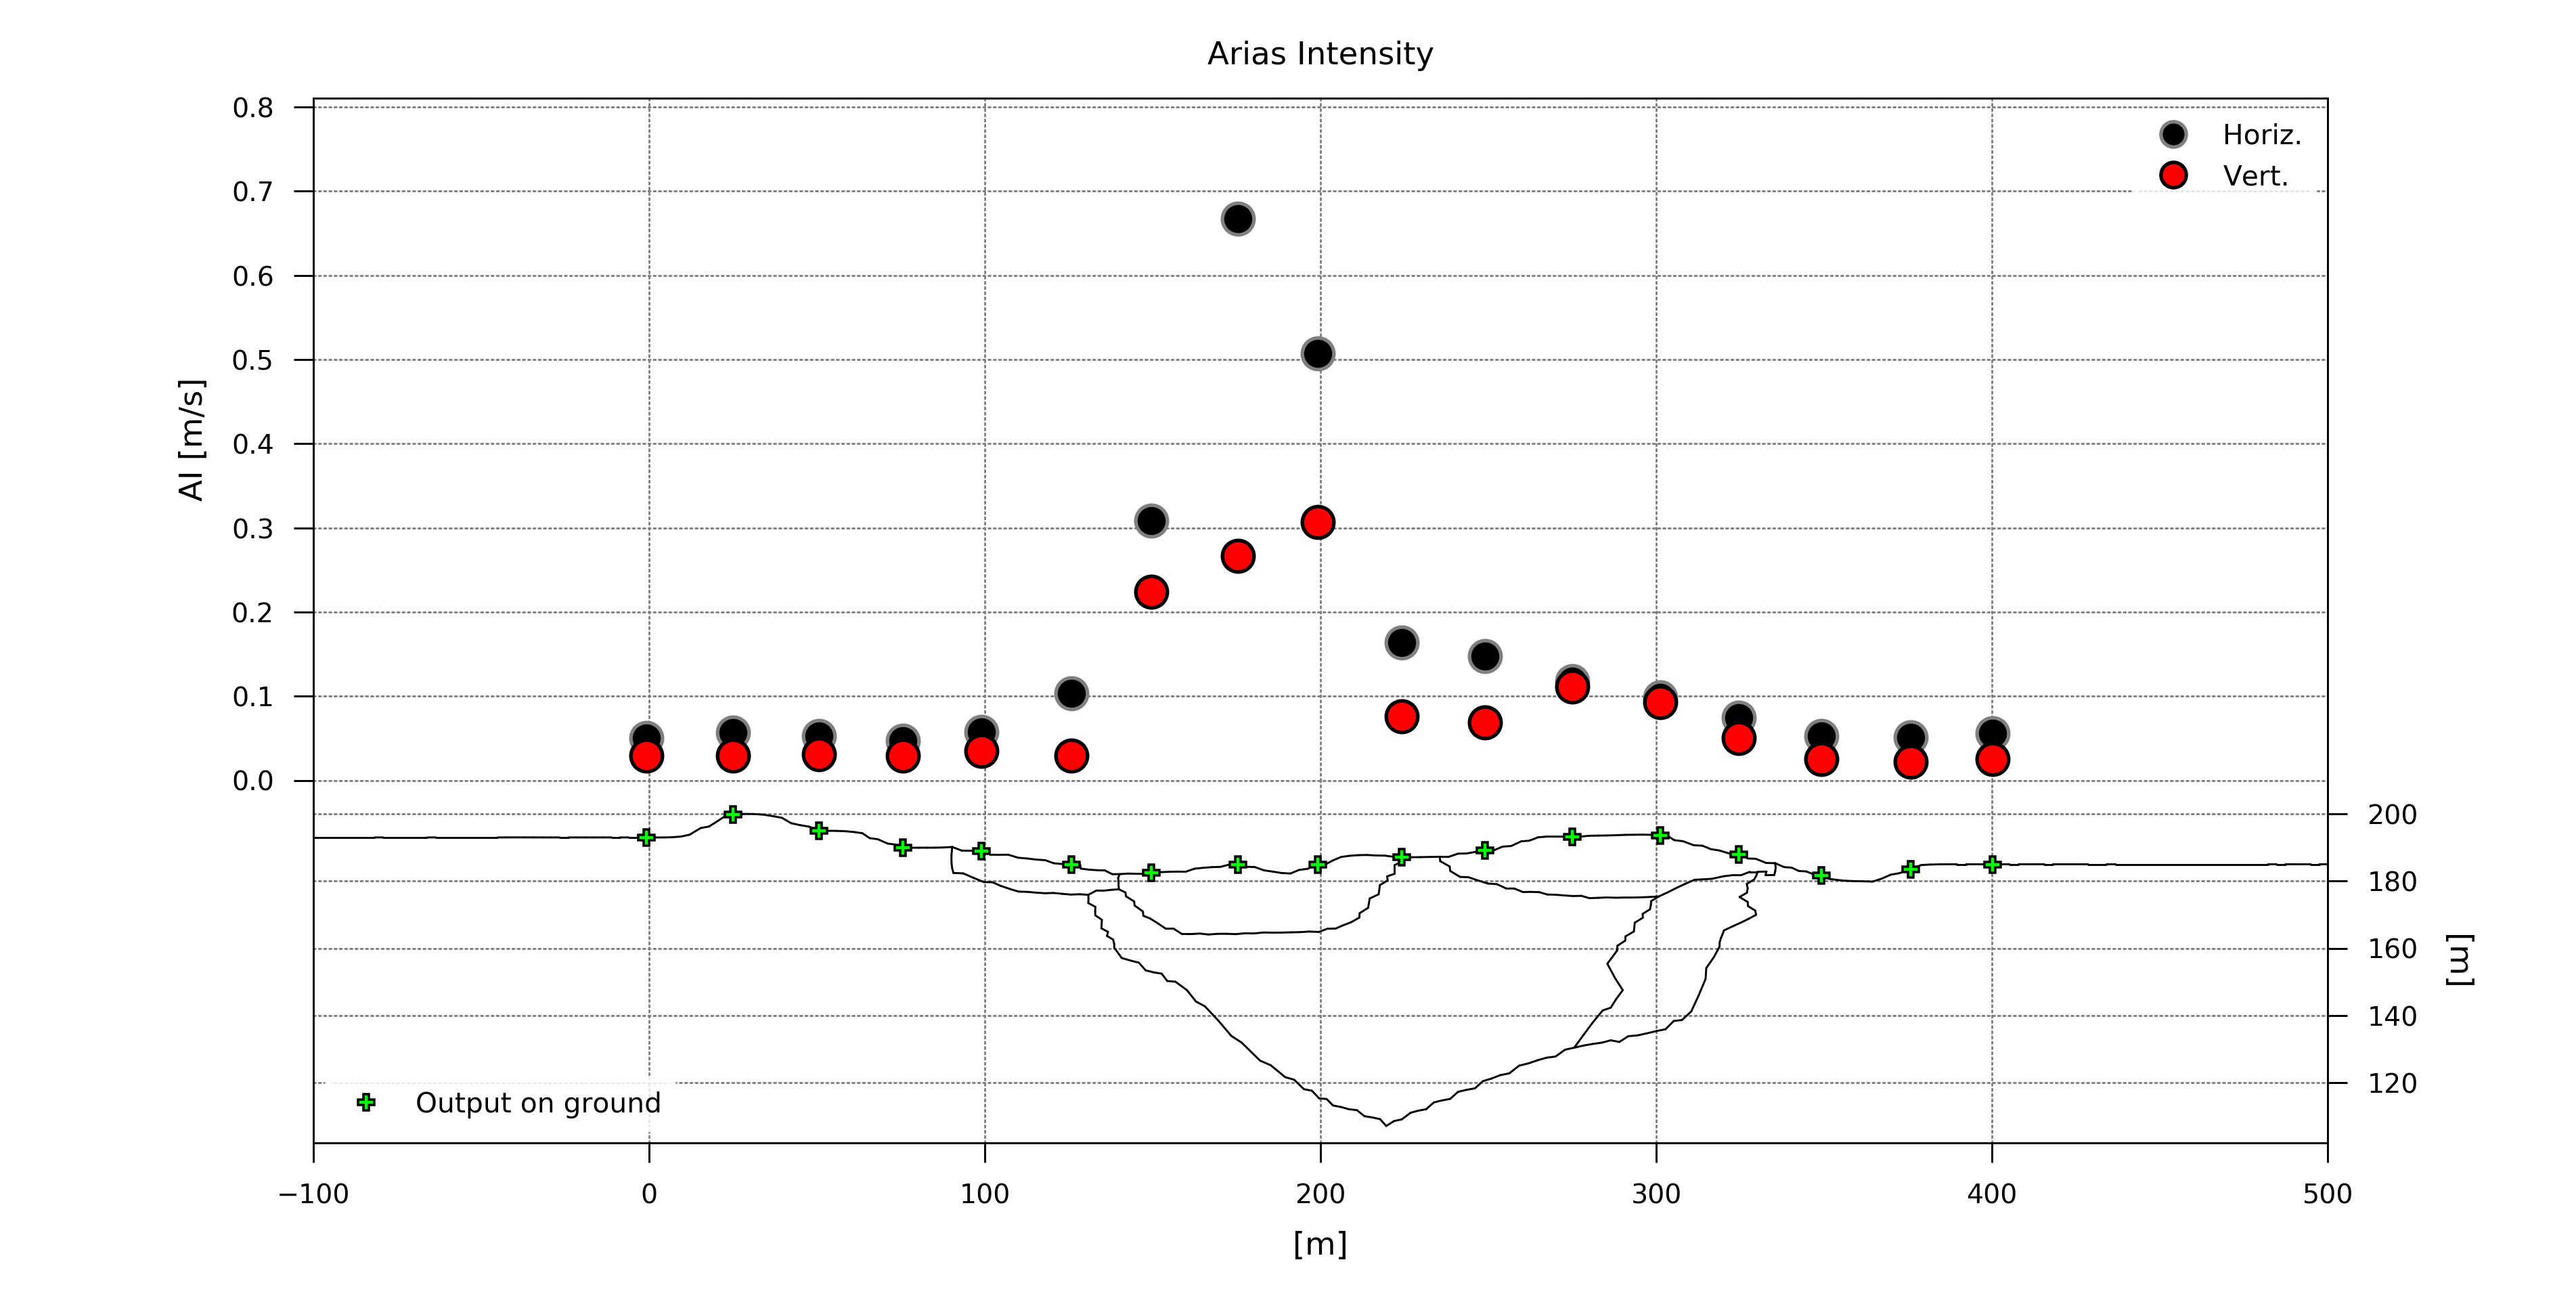 Arias Intensity
0.8
0.7
0.6
0.5
0.4
0.3
0.2
0.1
0.0
AI [m/s]
Horiz.
Vert.
200
180
160
140
120
[m]
Output on ground
−100 0 100 200 300 400 500
[m]